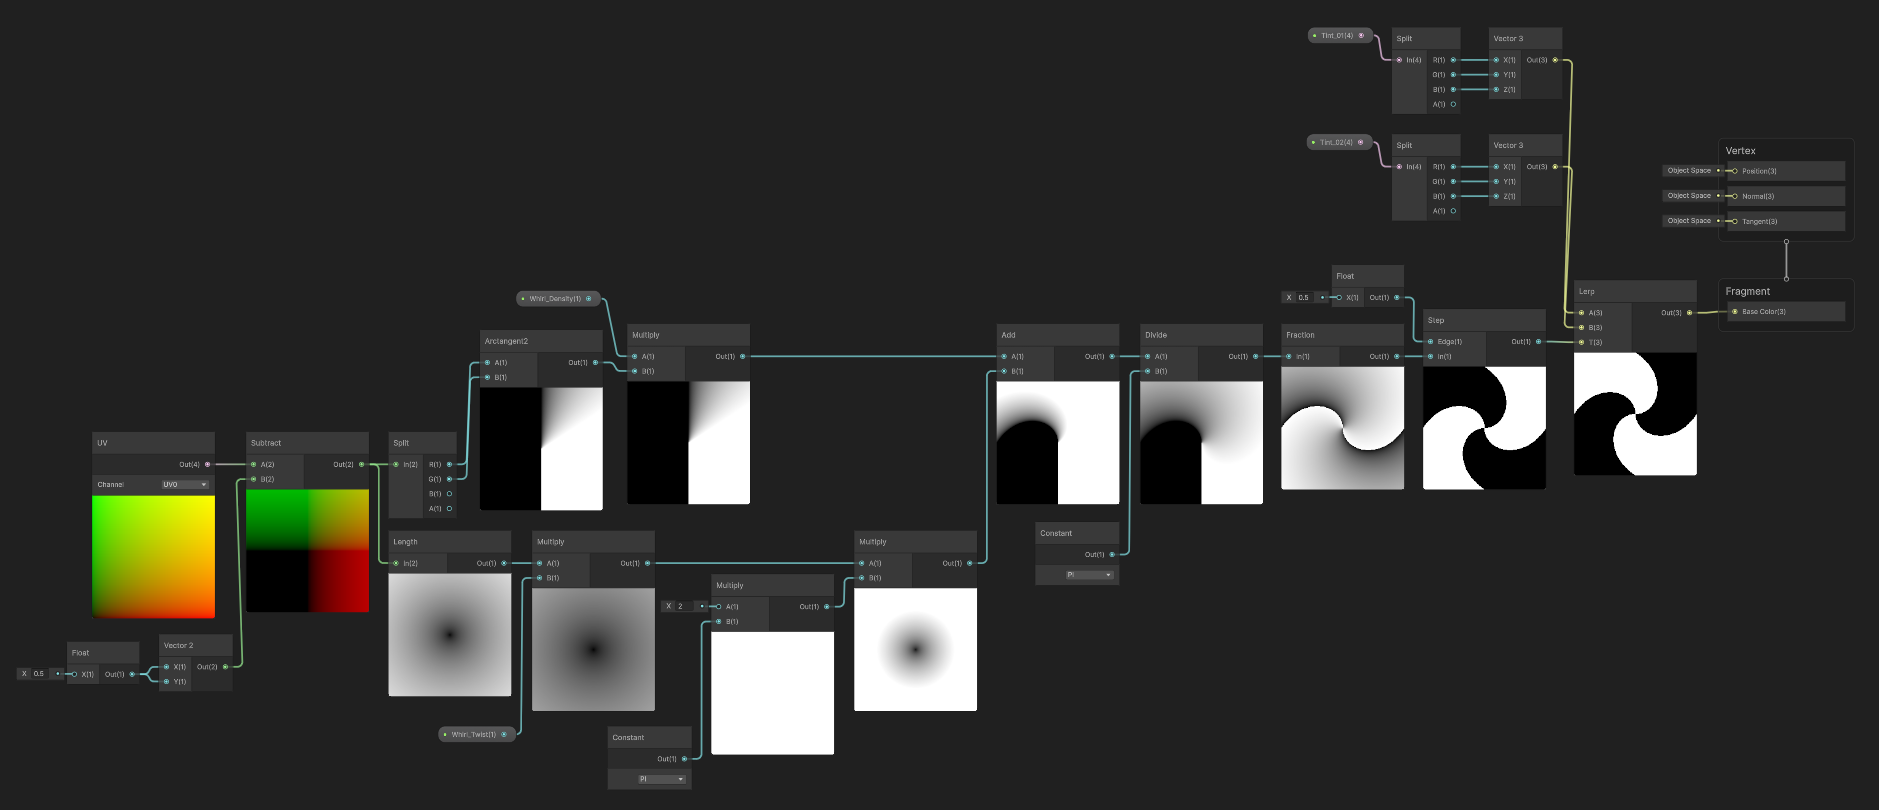 Tint_01(4)
Split
In(4)
R(1)
G(1)
B(1)
A(1)
Vector 3
X(1)
Y(1)
Z(1)
Out(3)
Tint_02(4)
Split
In(4)
R(1)
G(1)
B(1)
A(1)
Vector 3
X(1)
Y(1)
Z(1)
Out(3)
Vertex
Object Space
Position(3)
Object Space
Normal(3)
Object Space
Tangent(3)
Fragment
Base Color(3)
Float
X 0.5
X(1)
Out(1)
Lerp
A(3)
B(3)
T(3)
Out(3)
Step
Edge(1)
In(1)
Out(1)
Whirl_Density(1)
Arctangent2
A(1)
B(1)
Out(1)
Multiply
A(1)
B(1)
Out(1)
Add
A(1)
B(1)
Out(1)
Divide
A(1)
B(1)
Out(1)
Fraction
In(1)
Out(1)
UV
Out(4)
Channel
UV0
Subtract
A(2)
B(2)
Out(2)
Split
In(2)
R(1)
G(1)
B(1)
A(1)
Length
In(2)
Out(1)
Multiply
A(1)
B(1)
Out(1)
Multiply
X 2
A(1)
B(1)
Out(1)
Multiply
A(1)
B(1)
Out(1)
Constant
Out(1)
PI
Float
X 0.5
X(1)
Out(1)
Vector 2
X(1)
Y(1)
Out(2)
Whirl_Twist(1)
Constant
Out(1)
PI